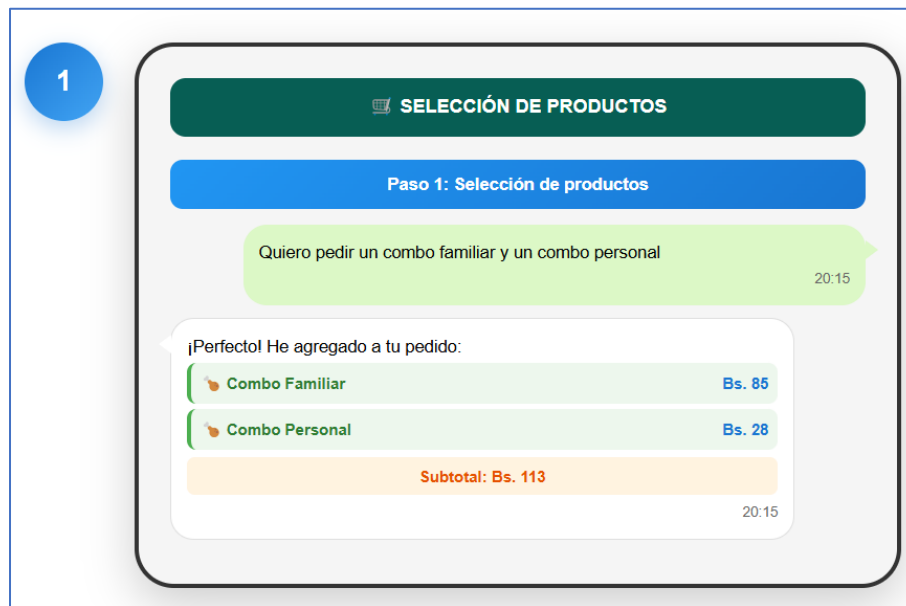 1
SELECCIÓN DE PRODUCTOS
Paso 1: Selección de productos
Quiero pedir un combo familiar y un combo personal
20:15
¡Perfecto! He agregado a tu pedido:
Combo Familiar Bs. 85
Combo Personal Bs. 28
Subtotal: Bs. 113
20:15